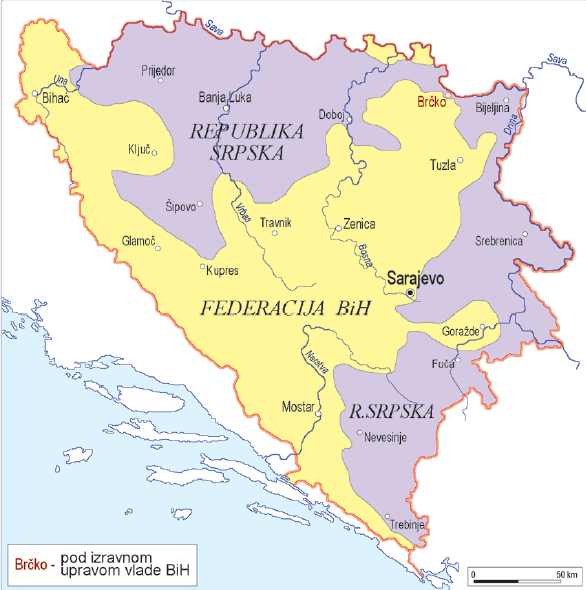 Sava
Sava
Una
Prijedor
Bihać
Banja Luka
Brčko
Bijeljina
Doboj
Drina
REPUBLIKA
SRPSKA
Ključ
Tuzla
Šipovo
Vrbas
Travnik
Zenica
Glamoč
Bosna
Srebrenica
Kupres
Sarajevo
FEDERACIJA BiH
Goražde
Neretva
Foča
Mostar
R.SRPSKA
Nevesinje
Trebinje
Brčko - pod izravnom
upravom vlade BiH
0 50 km